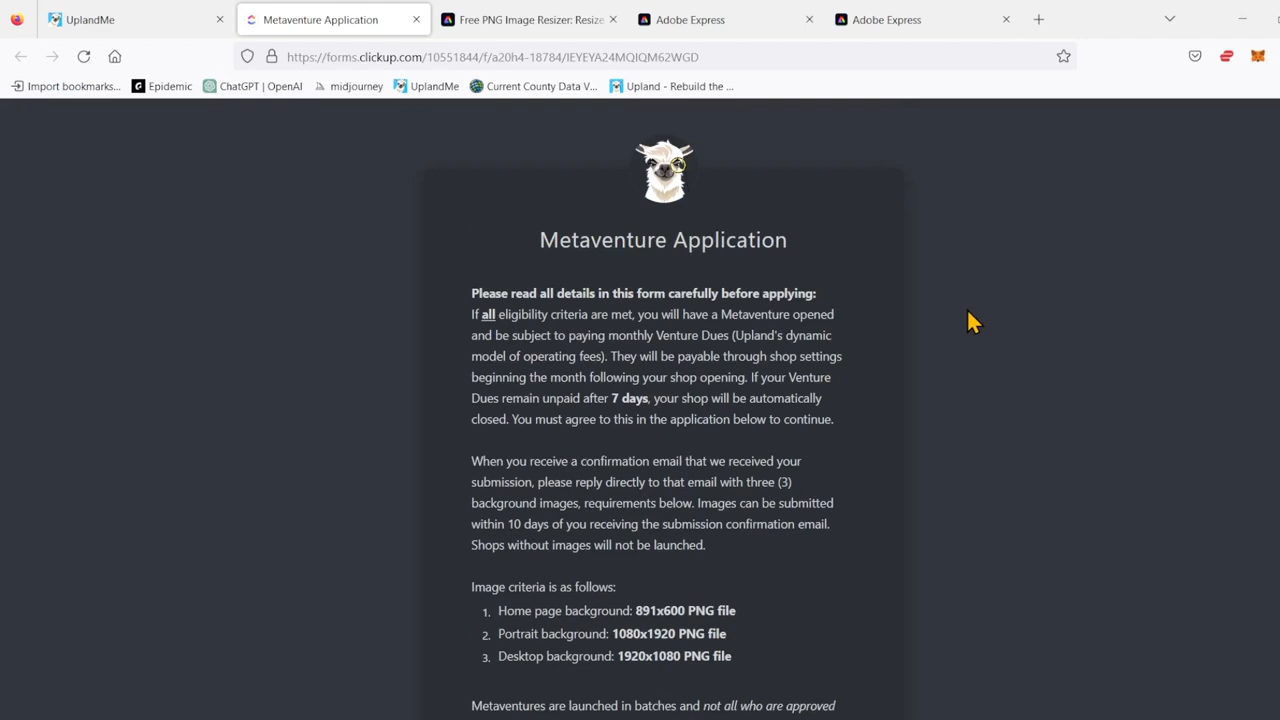 UplandMe
Metaventure Application
Free PNG Image Resizer: Resize
Adobe Express
Adobe Express
https://forms.clickup.com/10551844/f/a20h4-18784/IEYEYA24MQIQM62WGD
Import bookmarks...
Epidemic
ChatGPT | OpenAI
midjourney
UplandMe
Current County Data V...
Upland - Rebuild the ...
Metaventure Application
Please read all details in this form carefully before applying:
If all eligibility criteria are met, you will have a Metaventure opened
and be subject to paying monthly Venture Dues (Upland's dynamic
model of operating fees). They will be payable through shop settings
beginning the month following your shop opening. If your Venture
Dues remain unpaid after 7 days, your shop will be automatically
closed. You must agree to this in the application below to continue.
When you receive a confirmation email that we received your
submission, please reply directly to that email with three (3)
background images, requirements below. Images can be submitted
within 10 days of you receiving the submission confirmation email.
Shops without images will not be launched.
Image criteria is as follows:
1. Home page background: 891x600 PNG file
2. Portrait background: 1080x1920 PNG file
3. Desktop background: 1920x1080 PNG file
Metaventures are launched in batches and not all who are approved